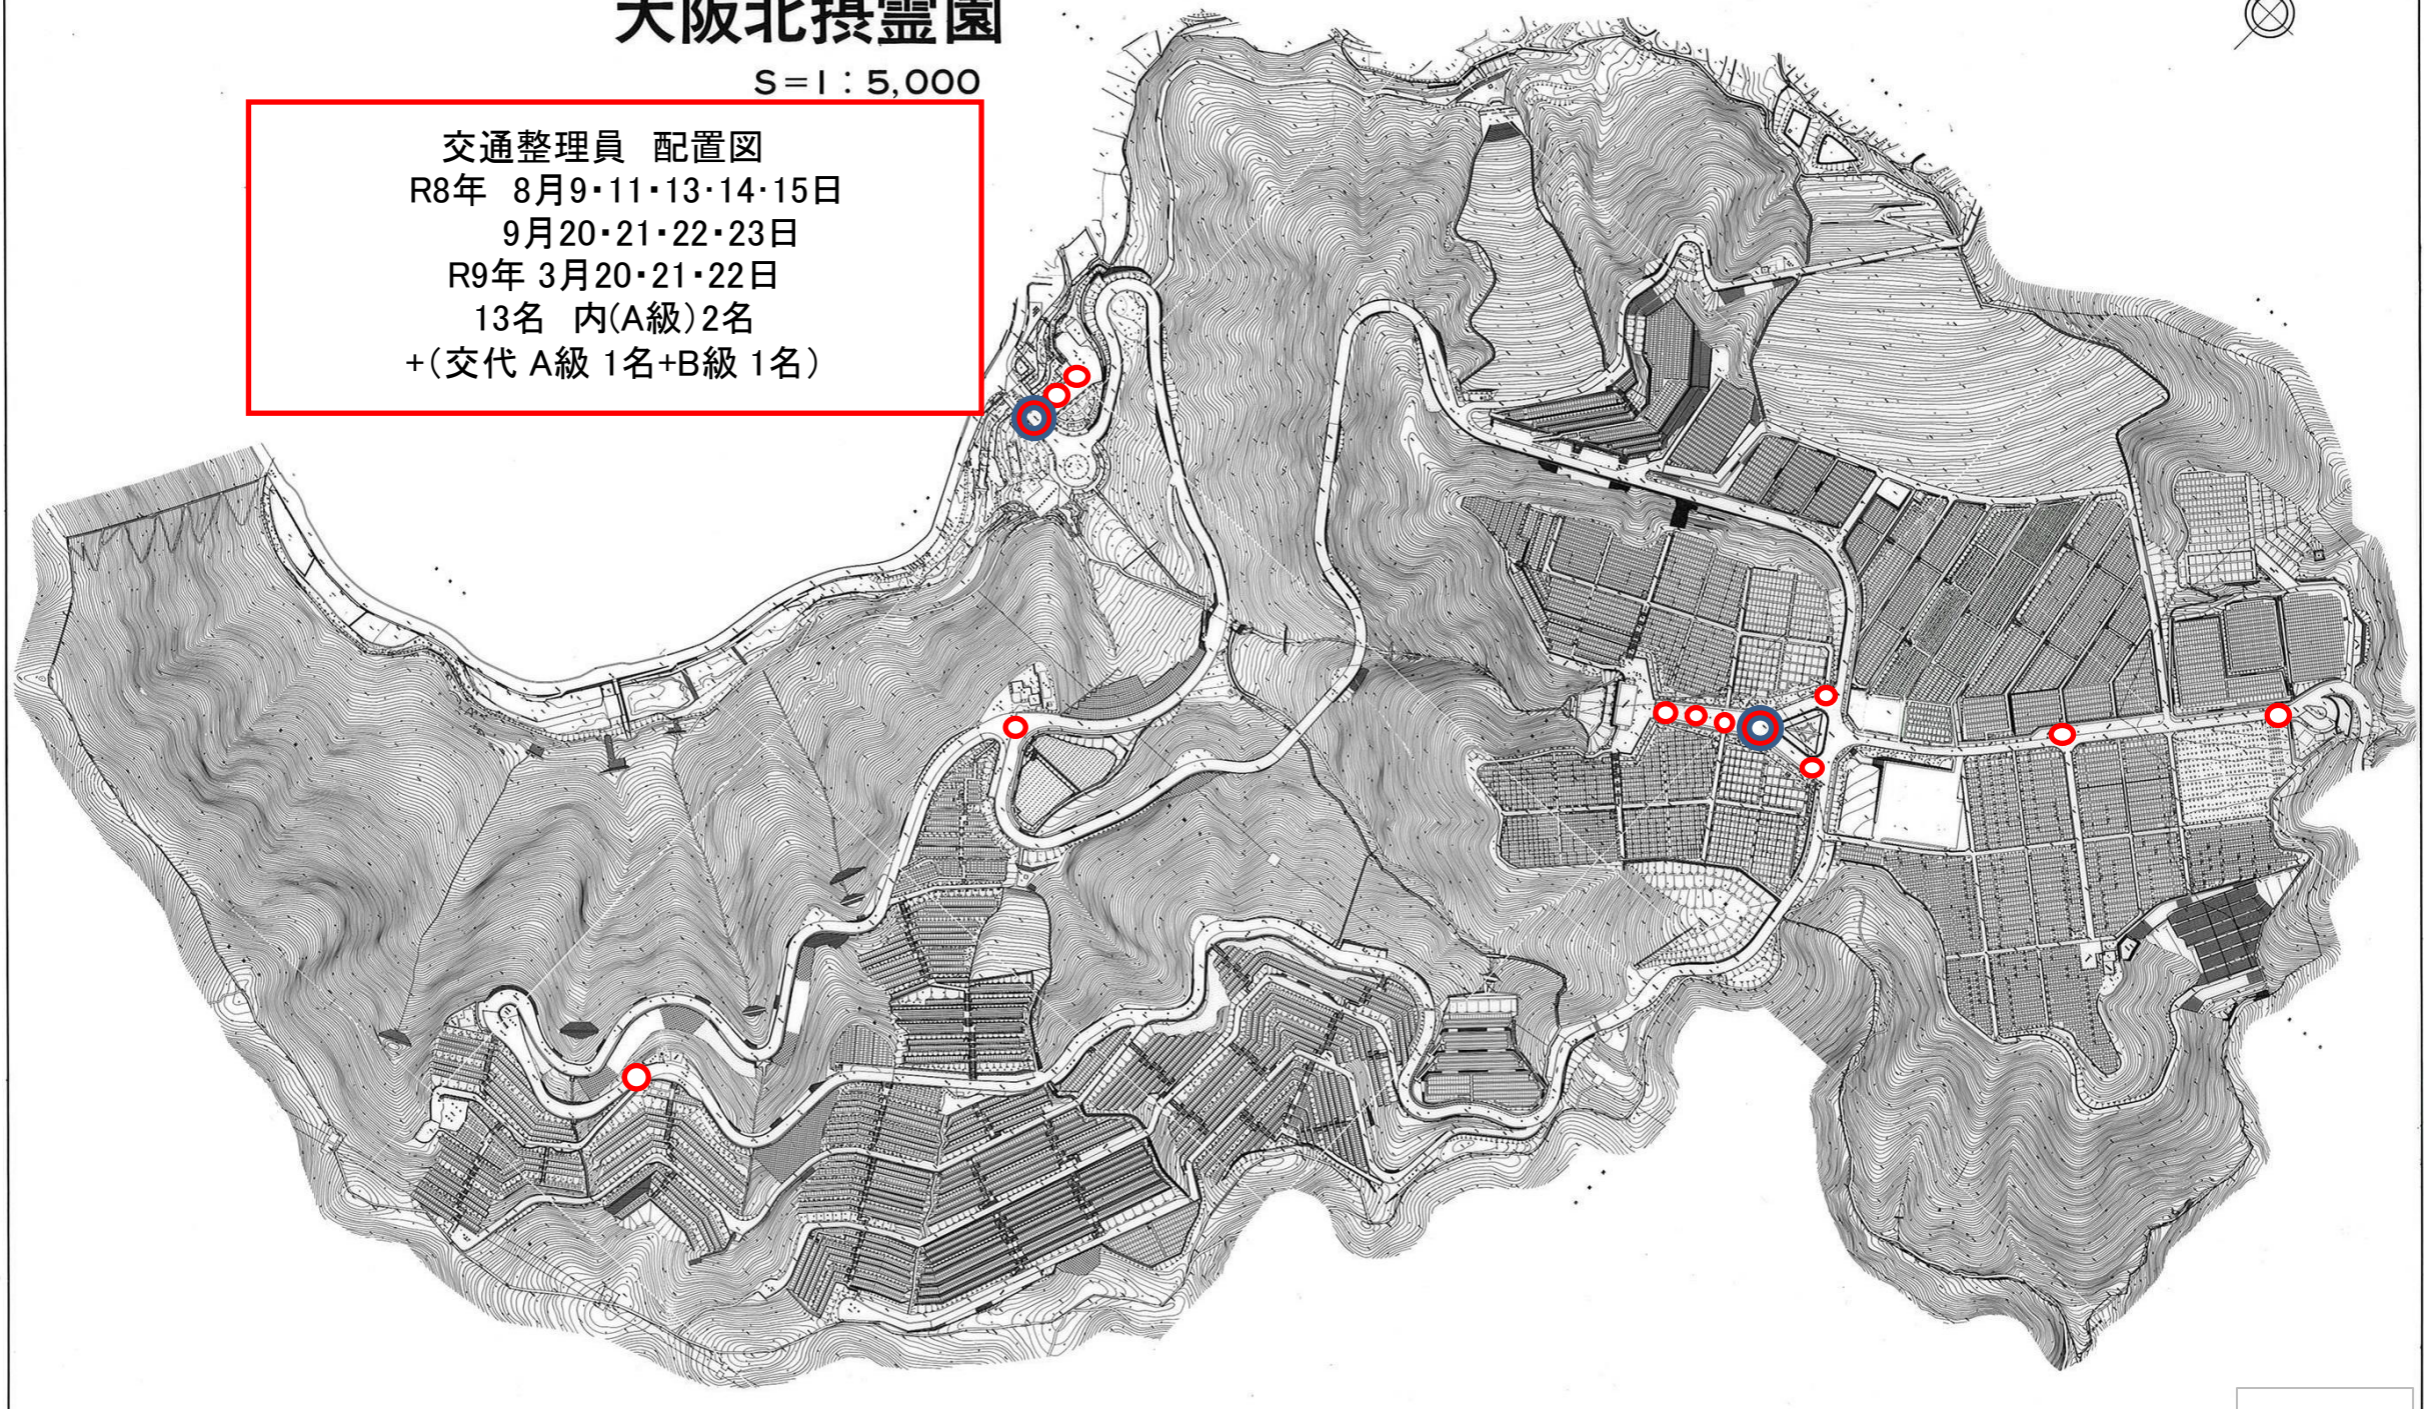 大阪北摂霊園
S=1:5,000
交通整理員　配置図
R8年　8月9・11・13・14・15日
9月20・21・22・23日
R9年 3月20・21・22日
13名　内(A級)2名
+(交代 A級 1名+B級 1名)